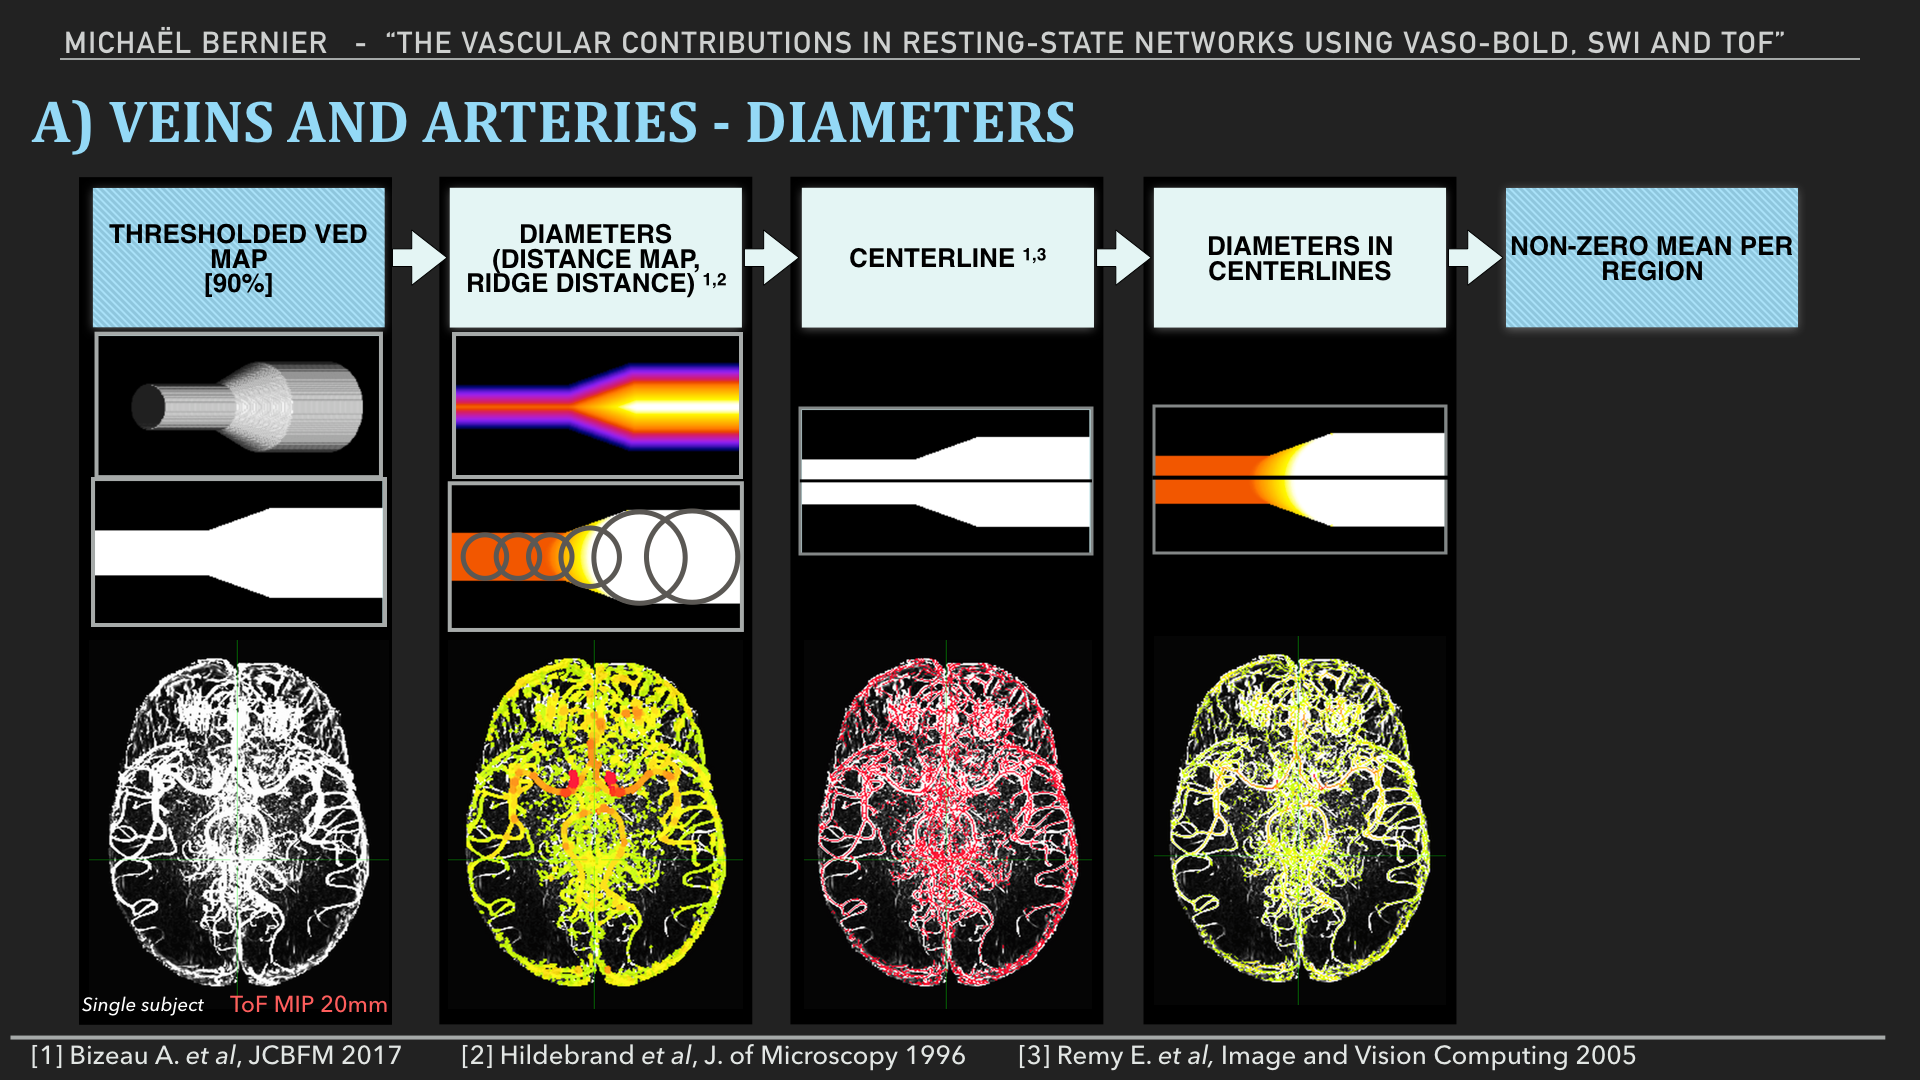 MICHAËL BERNIER - “THE VASCULAR CONTRIBUTIONS IN RESTING-STATE NETWORKS USING VASO-BOLD, SWI AND TOF”
A) VEINS AND ARTERIES - DIAMETERS
THRESHOLDED VED
MAP
[90%]
DIAMETERS
(DISTANCE MAP,
RIDGE DISTANCE) 1,2
CENTERLINE 1,3
DIAMETERS IN
CENTERLINES
NON-ZERO MEAN PER
REGION
Single subject ToF MIP 20mm
[1] Bizeau A. et al, JCBFM 2017 [2] Hildebrand et al, J. of Microscopy 1996 [3] Remy E. et al, Image and Vision Computing 2005